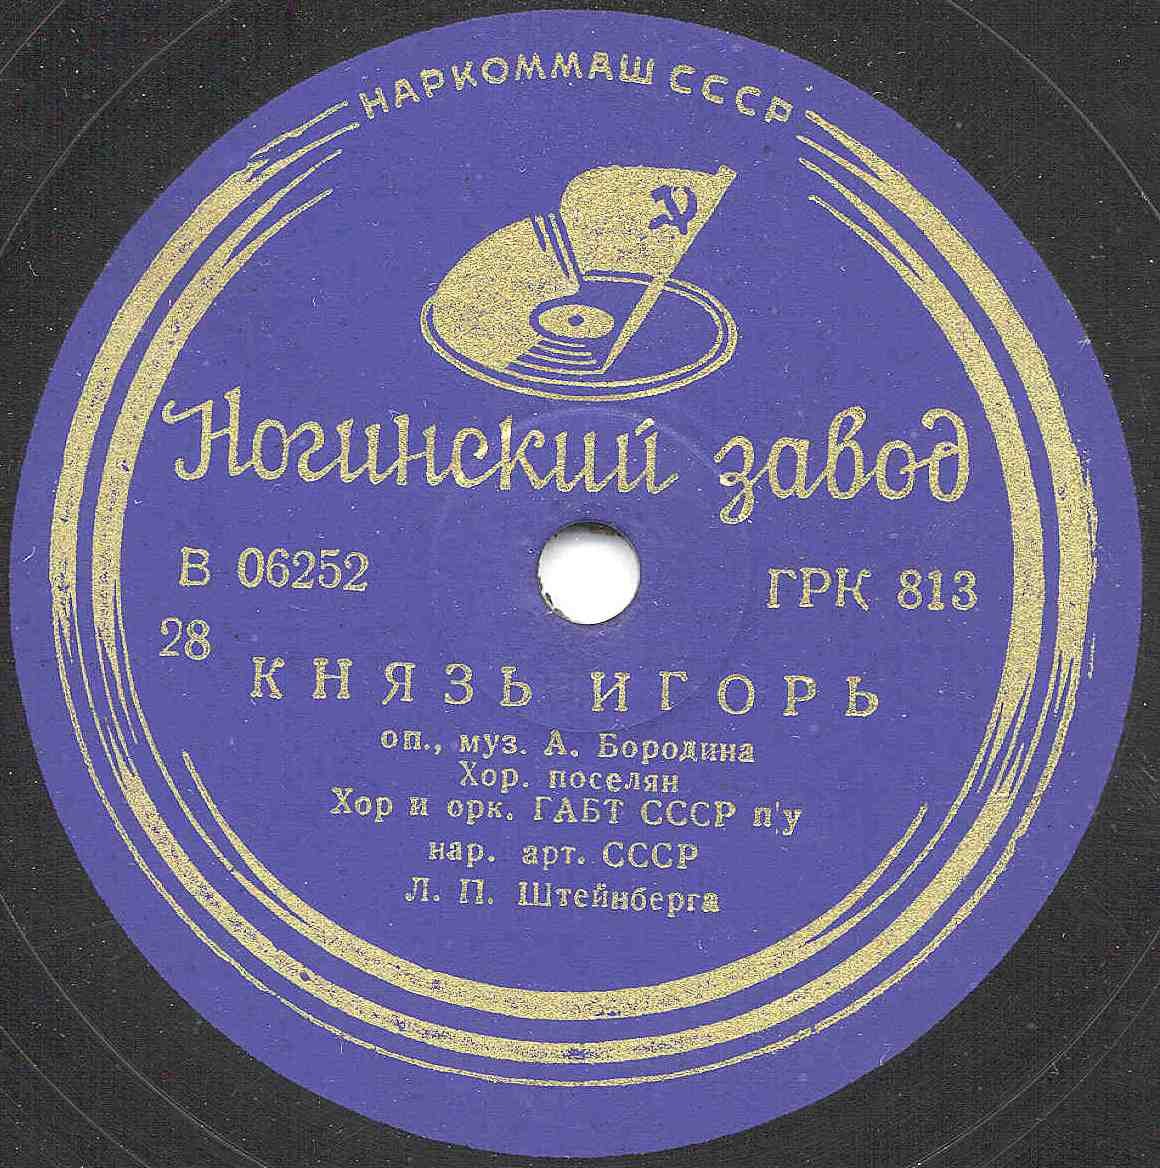 НАРКОММАШ СССР
Ногинский завод
В 06252 ГРК 813
28
КНЯЗЬ ИГОРЬ
оп., муз. А. Бородина
Хор. поселян
Хор и орк. ГАБТ СССР п'у
нар. арт. СССР
Л. П. Штейнберга